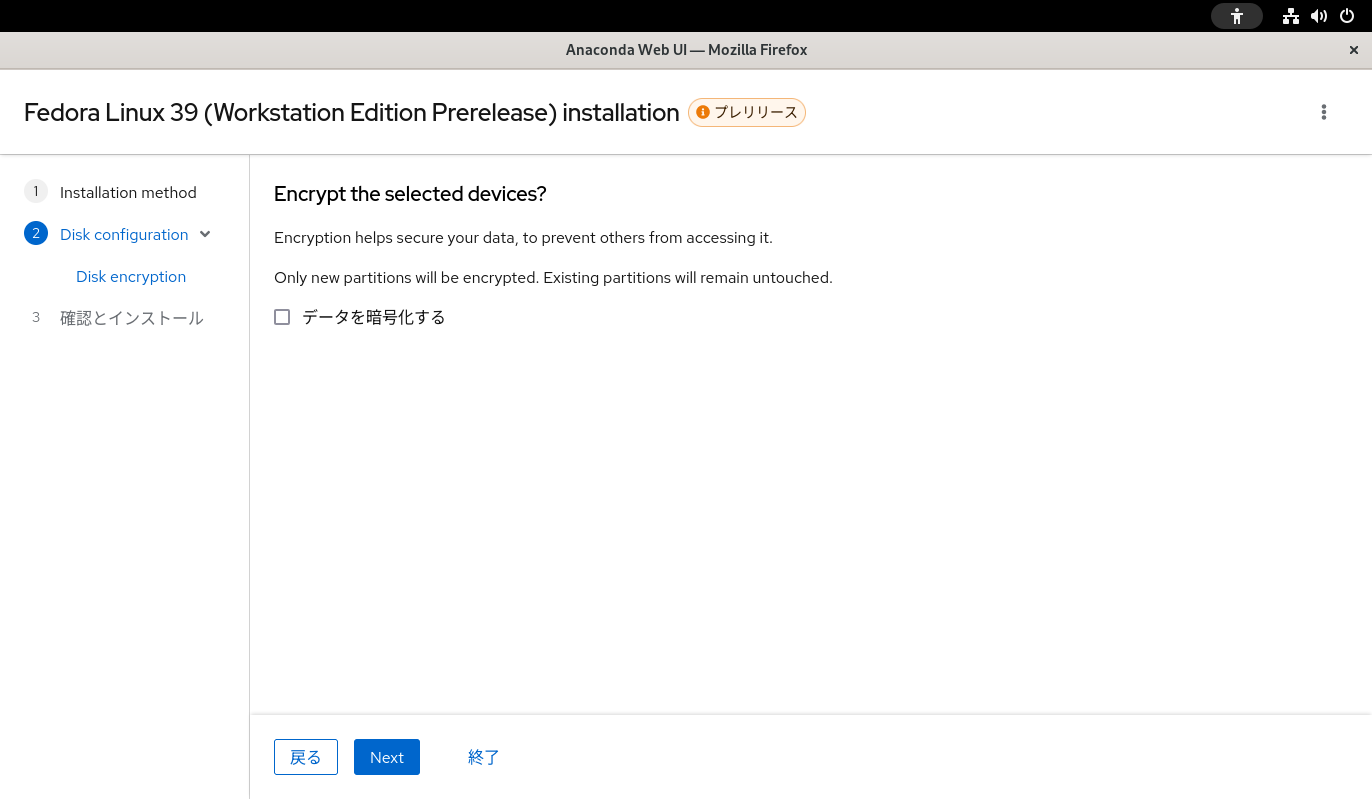 Anaconda Web UI — Mozilla Firefox
Fedora Linux 39 (Workstation Edition Prerelease) installation プレリリース
1 Installation method
2 Disk configuration
Disk encryption
3 確認とインストール
Encrypt the selected devices?
Encryption helps secure your data, to prevent others from accessing it.
Only new partitions will be encrypted. Existing partitions will remain untouched.
データを暗号化する
戻る Next 終了